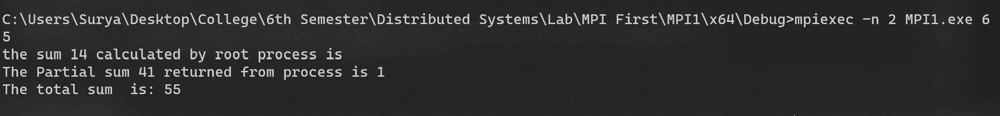 C:\Users\Surya\Desktop\College\6th Semester\Distributed Systems\Lab\MPI First\MPI1\x64\Debug>mpiexec -n 2 MPI1.exe 6
5
the sum 14 calculated by root process is
The Partial sum 41 returned from process is 1
The total sum  is: 55